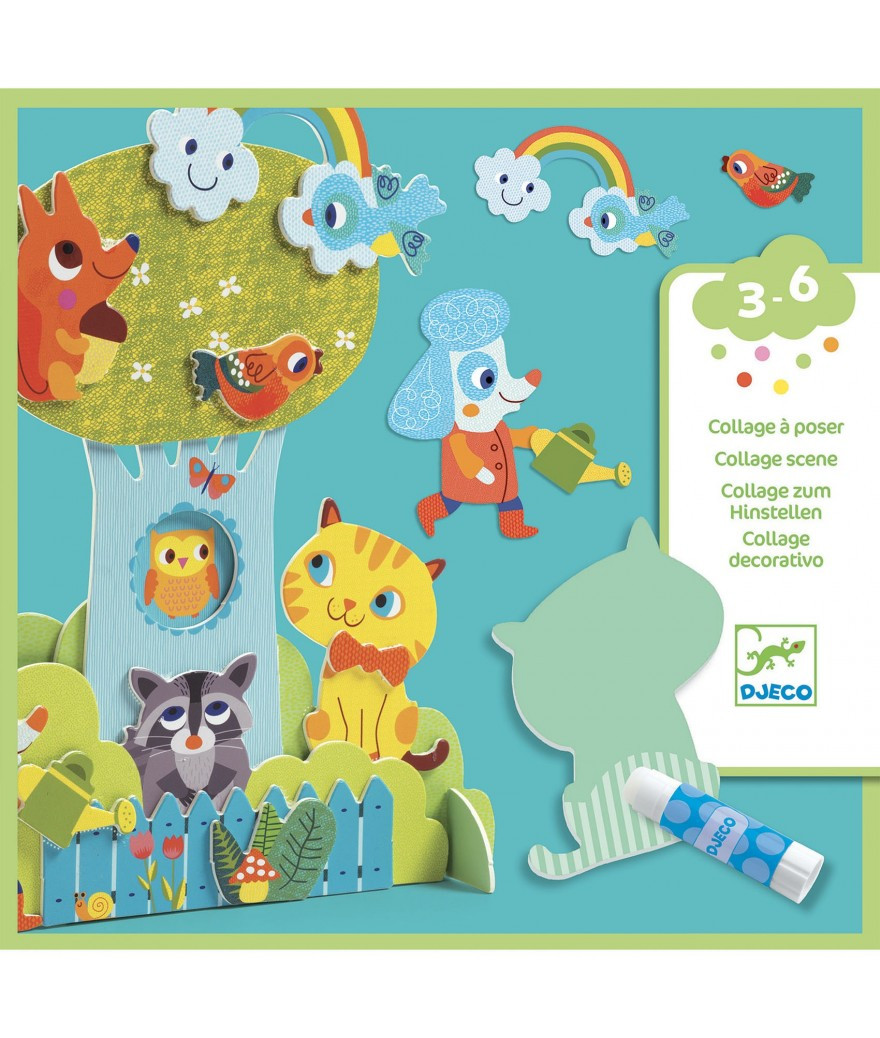 3-6
Collage à poser
Collage scene
Collage zum
Hinstellen
Collage
decorativo
DJECO
DJECO